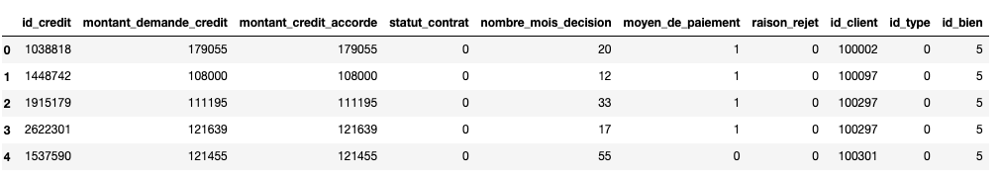 id_credit montant_demande_credit montant_credit_accorde statut_contrat nombre_mois_decision moyen_de_paiement raison_rejet id_client id_type id_bien
0 1038818 179055 179055 0 20 1 0 100002 0 5
1 1448742 108000 108000 0 12 1 0 100097 0 5
2 1915179 111195 111195 0 33 1 0 100297 0 5
3 2622301 121639 121639 0 17 1 0 100297 0 5
4 1537590 121455 121455 0 55 0 0 100301 0 5